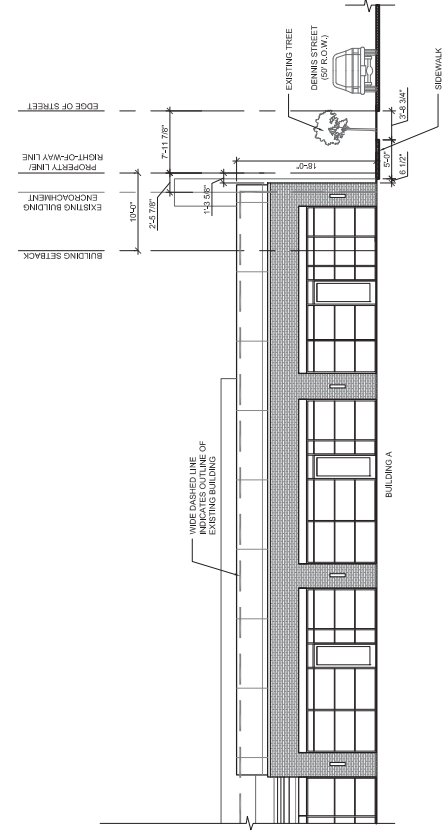 BUILDING SETBACK
EXISTING BUILDING
ENCROACHMENT
PROPERTY LINE/
RIGHT-OF-WAY LINE
EDGE OF STREET
10'-0"
2'-5 7/8"
7'-11 7/8"
1'-3 5/8"
18'-0"
WIDE DASHED LINE
INDICATES OUTLINE OF
EXISTING BUILDING
EXISTING TREE
DENNIS STREET
(50' R.O.W.)
BUILDING A
6 1/2"
5'-0"
3'-8 3/4"
SIDEWALK